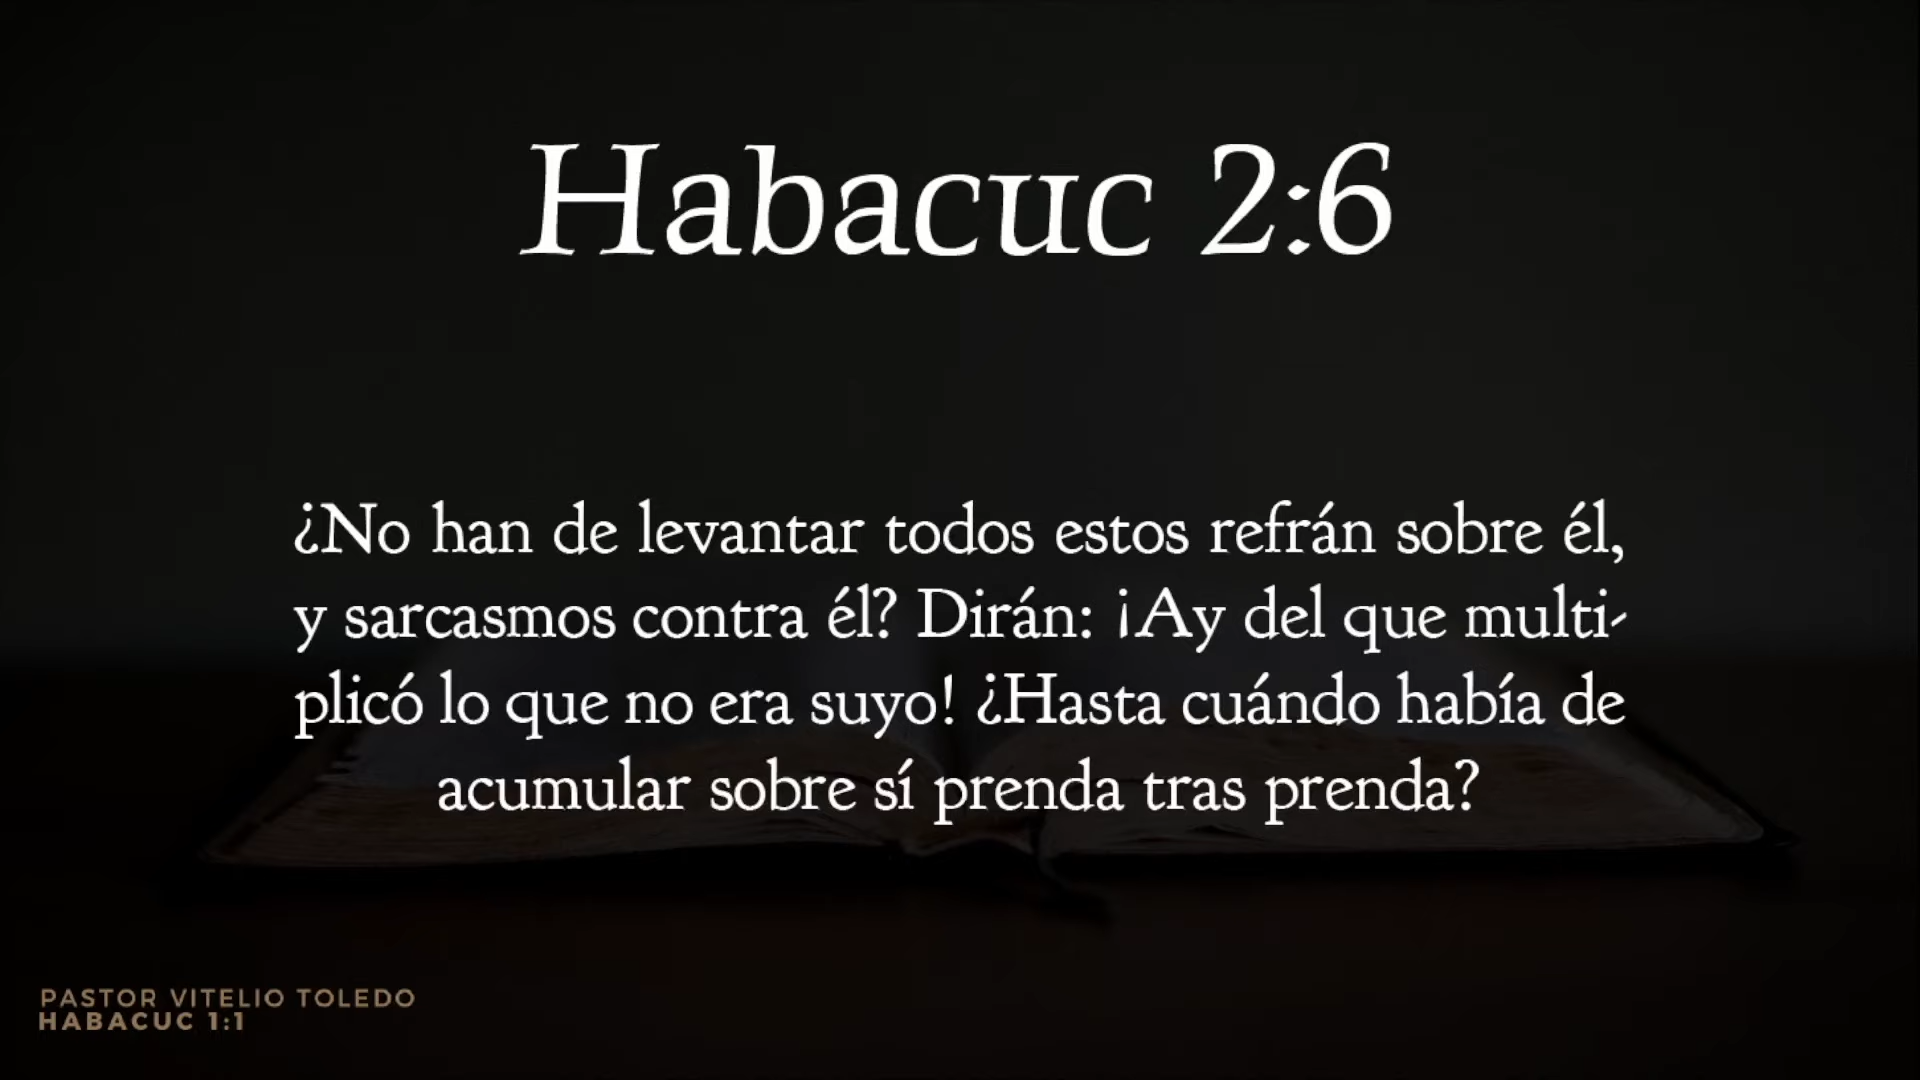 Habacuc 2:6
¿No han de levantar todos estos refrán sobre él,
y sarcasmos contra él? Dirán: ¡Ay del que multi-
plicó lo que no era suyo! ¿Hasta cuándo había de
acumular sobre sí prenda tras prenda?
PASTOR VITELIO TOLEDO
HABACUC 1:1